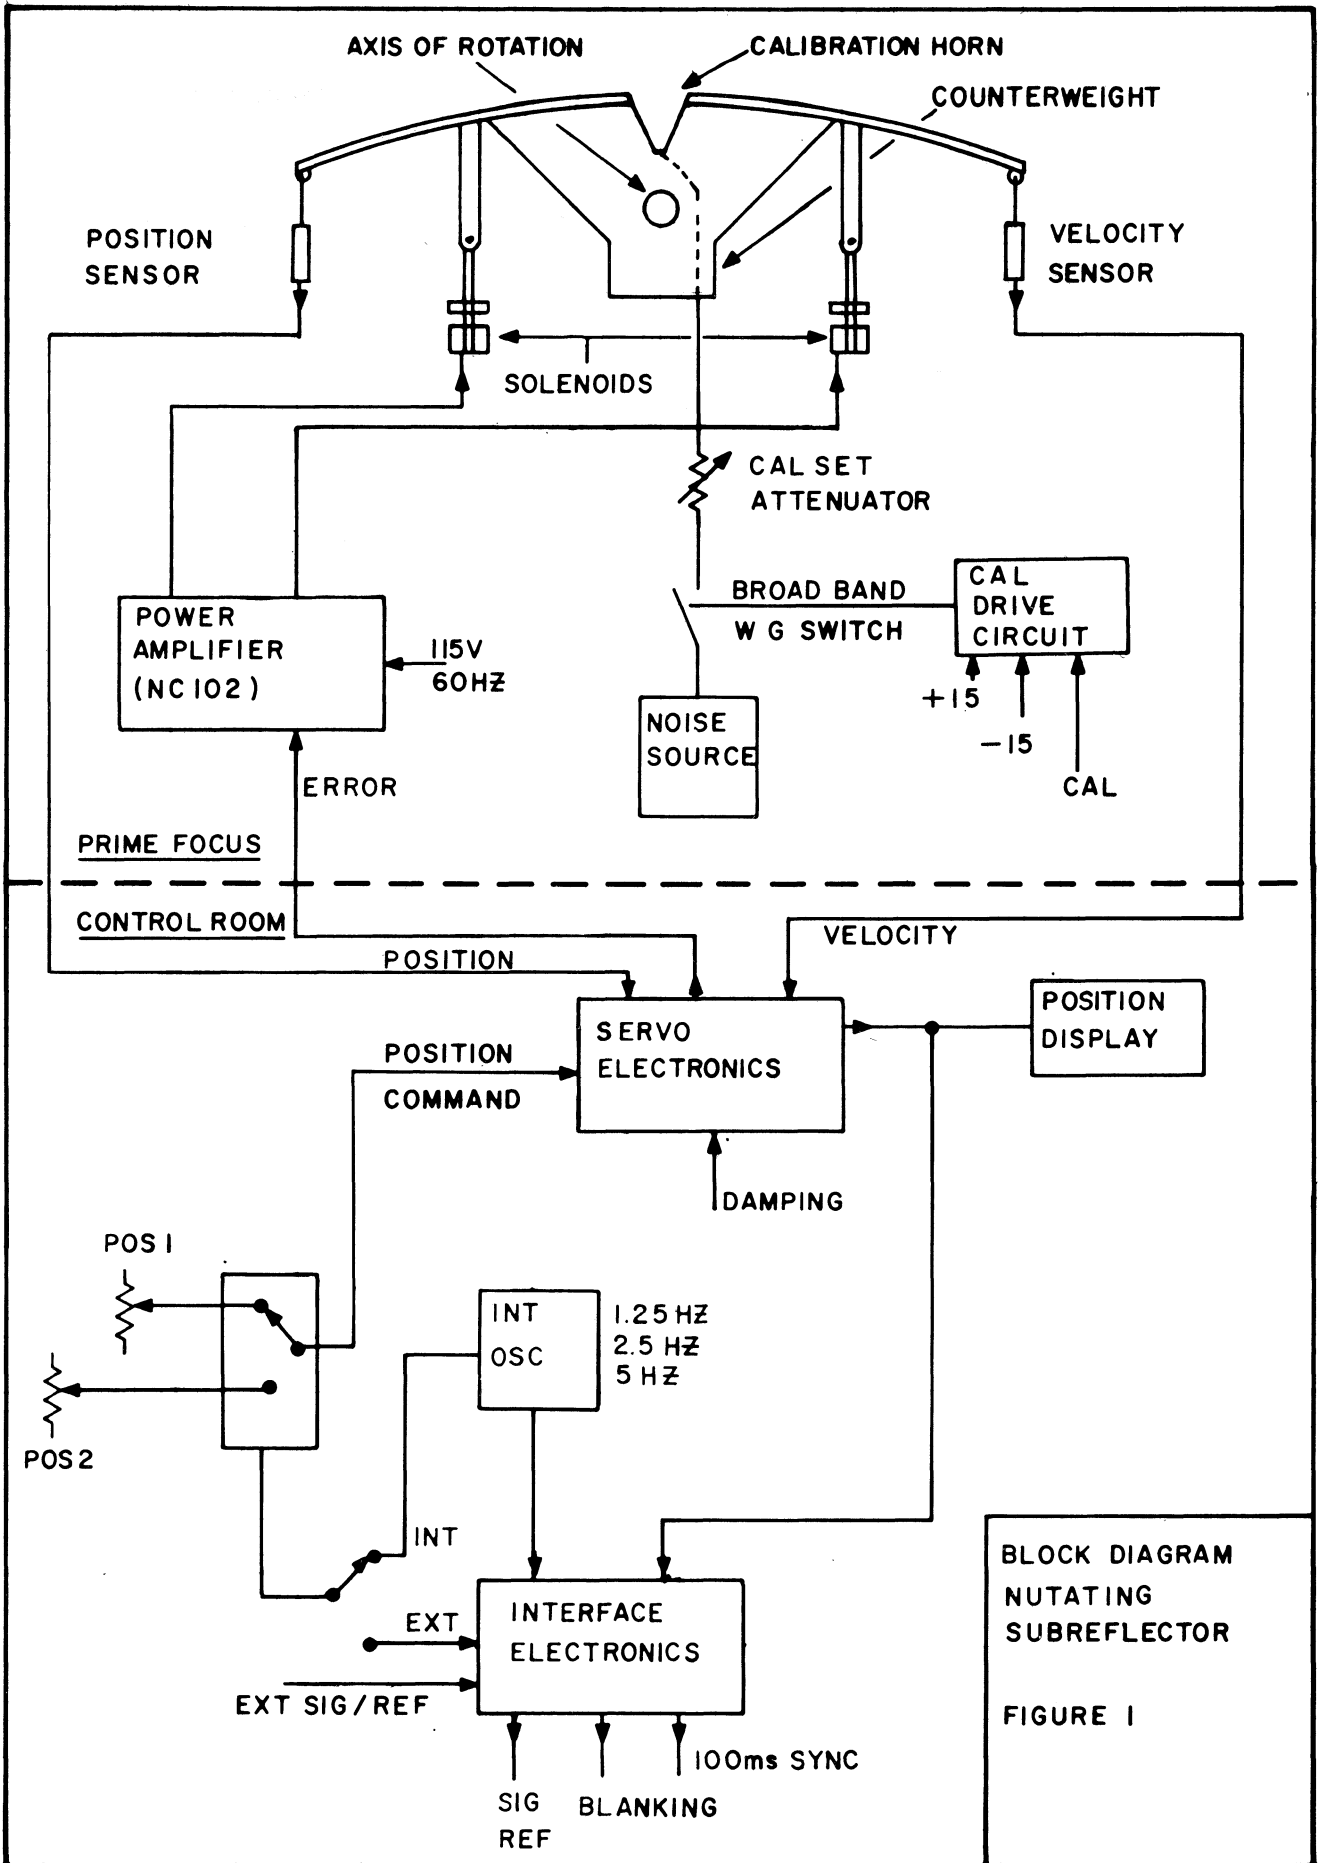 AXIS OF ROTATION
CALIBRATION HORN
COUNTERWEIGHT
POSITION
SENSOR
VELOCITY
SENSOR
SOLENOIDS
CAL SET
ATTENUATOR
POWER
AMPLIFIER
(NC102)
115V
60HZ
BROAD BAND
W G SWITCH
CAL
DRIVE
CIRCUIT
+15
-15
CAL
NOISE
SOURCE
ERROR
PRIME FOCUS
CONTROL ROOM
POSITION
VELOCITY
SERVO
ELECTRONICS
POSITION
DISPLAY
POSITION
COMMAND
DAMPING
POS 1
POS2
INT
OSC
1.25 HZ
2.5 HZ
5 HZ
INT
INTERFACE
ELECTRONICS
EXT
EXT SIG/REF
SIG
REF
BLANKING
100ms SYNC
BLOCK DIAGRAM
NUTATING
SUBREFLECTOR
FIGURE 1